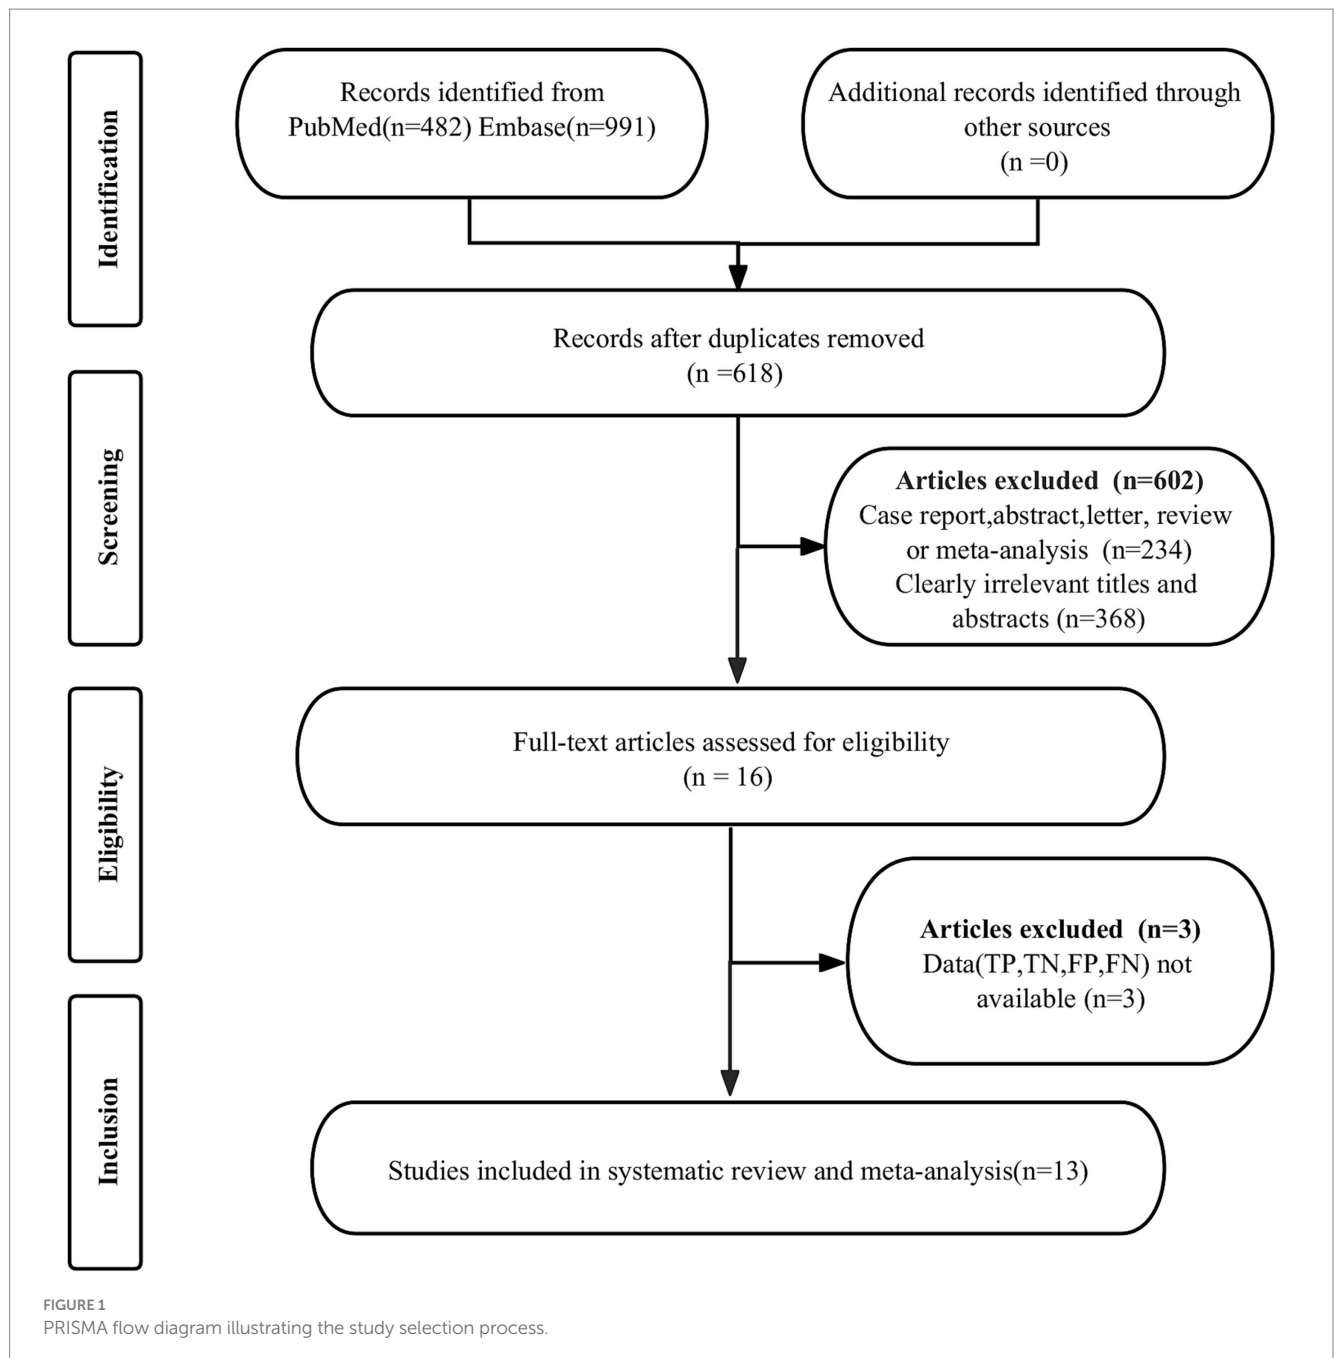 Identification
Records identified from
PubMed(n=482) Embase(n=991)
Additional records identified through
other sources
(n =0)
Records after duplicates removed
(n =618)
Screening
Articles excluded (n=602)
Case report,abstract,letter, review
or meta-analysis (n=234)
Clearly irrelevant titles and
abstracts (n=368)
Eligibility
Full-text articles assessed for eligibility
(n = 16)
Articles excluded (n=3)
Data(TP,TN,FP,FN) not
available (n=3)
Inclusion
Studies included in systematic review and meta-analysis(n=13)
FIGURE 1
PRISMA flow diagram illustrating the study selection process.